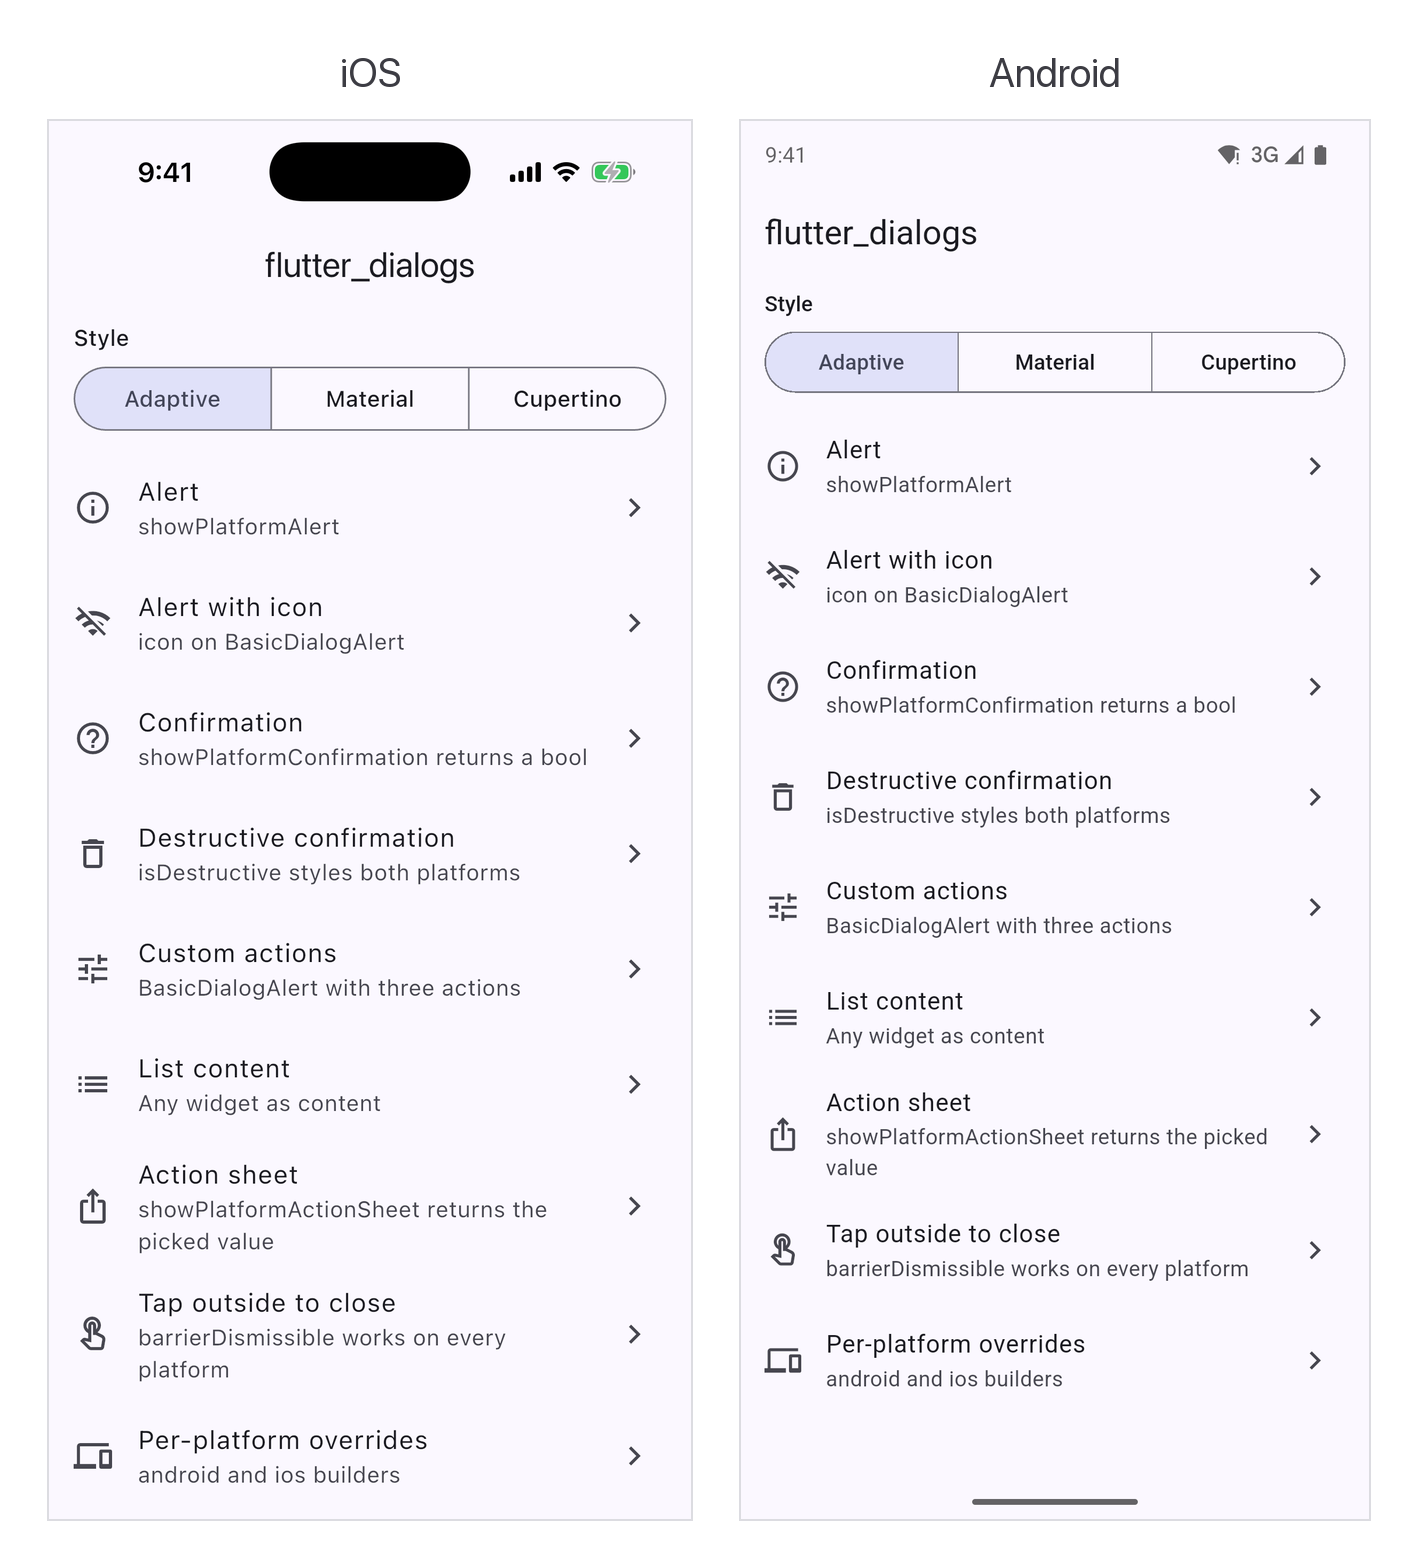 iOS
9:41
flutter_dialogs
Style
Adaptive
Material
Cupertino
Alert
showPlatformAlert
Alert with icon
icon on BasicDialogAlert
Confirmation
showPlatformConfirmation returns a bool
Destructive confirmation
isDestructive styles both platforms
Custom actions
BasicDialogAlert with three actions
List content
Any widget as content
Action sheet
showPlatformActionSheet returns the
picked value
Tap outside to close
barrierDismissible works on every
platform
Per-platform overrides
android and ios builders
Android
9:41
3G
flutter_dialogs
Style
Adaptive
Material
Cupertino
Alert
showPlatformAlert
Alert with icon
icon on BasicDialogAlert
Confirmation
showPlatformConfirmation returns a bool
Destructive confirmation
isDestructive styles both platforms
Custom actions
BasicDialogAlert with three actions
List content
Any widget as content
Action sheet
showPlatformActionSheet returns the picked
value
Tap outside to close
barrierDismissible works on every platform
Per-platform overrides
android and ios builders